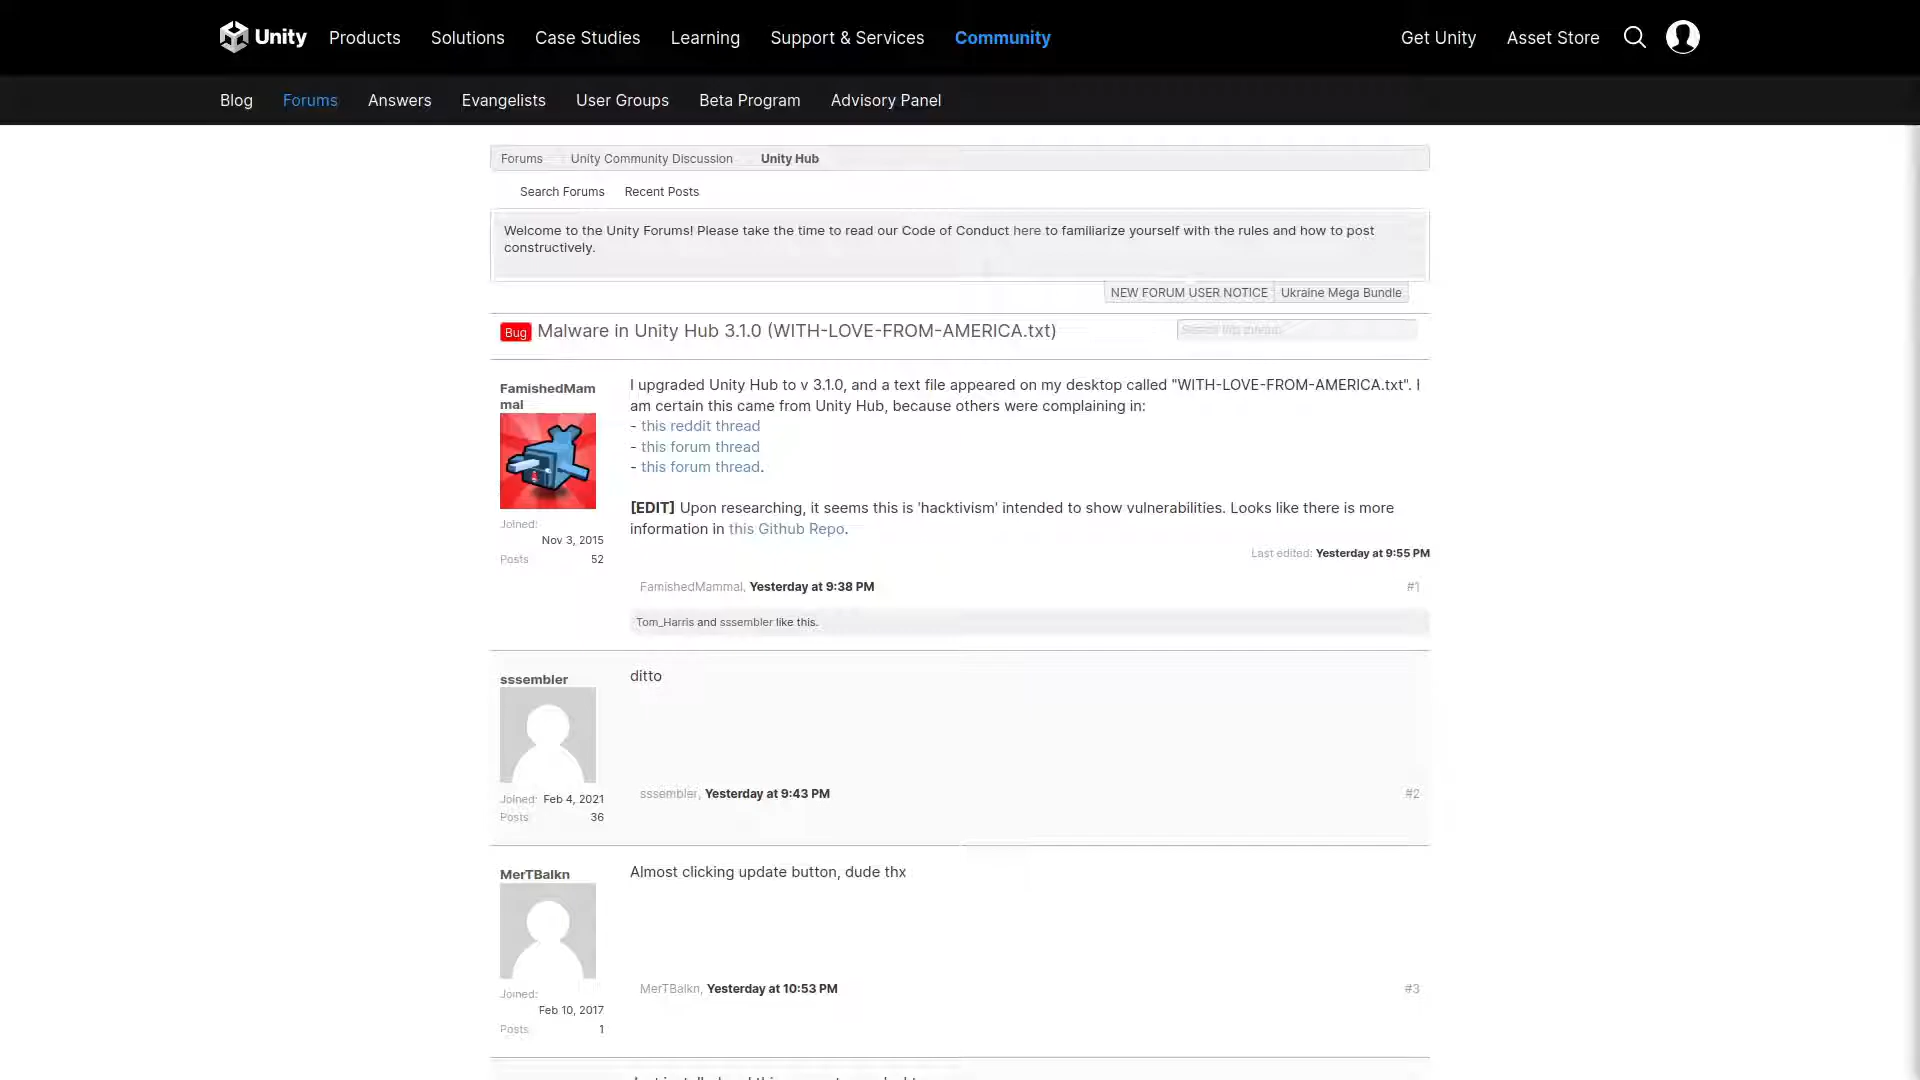 Unity Products Solutions Case Studies Learning Support & Services Community Get Unity Asset Store
Blog Forums Answers Evangelists User Groups Beta Program Advisory Panel
Forums Unity Community Discussion Unity Hub
Search Forums Recent Posts
Welcome to the Unity Forums! Please take the time to read our Code of Conduct here to familiarize yourself with the rules and how to post
constructively.
NEW FORUM USER NOTICE Ukraine Mega Bundle
Bug Malware in Unity Hub 3.1.0 (WITH-LOVE-FROM-AMERICA.txt)
Search this thread...
FamishedMam
mal
Joined:
Nov 3, 2015
Posts: 52
I upgraded Unity Hub to v 3.1.0, and a text file appeared on my desktop called "WITH-LOVE-FROM-AMERICA.txt". I
am certain this came from Unity Hub, because others were complaining in:
- this reddit thread
- this forum thread
- this forum thread.
[EDIT] Upon researching, it seems this is 'hacktivism' intended to show vulnerabilities. Looks like there is more
information in this Github Repo.
Last edited: Yesterday at 9:55 PM
FamishedMammal, Yesterday at 9:38 PM #1
Tom_Harris and sssembler like this.
sssembler
Joined: Feb 4, 2021
Posts: 36
ditto
sssembler, Yesterday at 9:43 PM #2
MerTBalkn
Joined:
Feb 10, 2017
Posts: 1
Almost clicking update button, dude thx
MerTBalkn, Yesterday at 10:53 PM #3